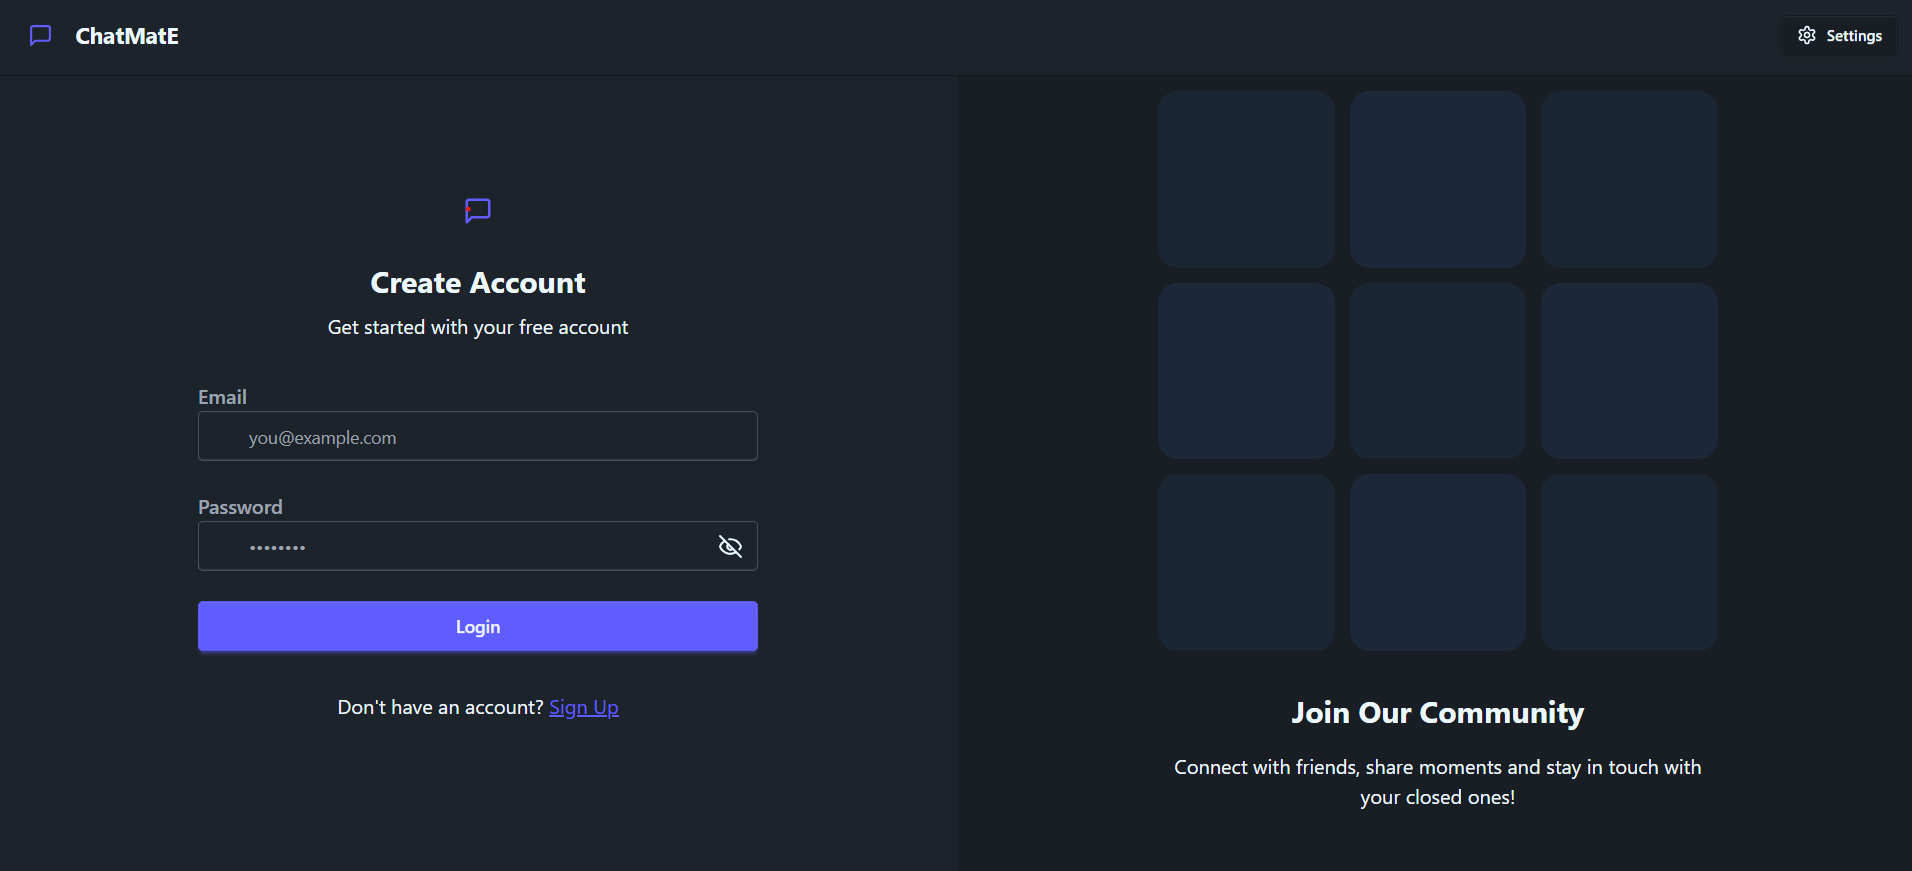 ChatMatE
Settings
Create Account
Get started with your free account
Email
you@example.com
Password
••••••••
Login
Don't have an account? Sign Up
Join Our Community
Connect with friends, share moments and stay in touch with
your closed ones!